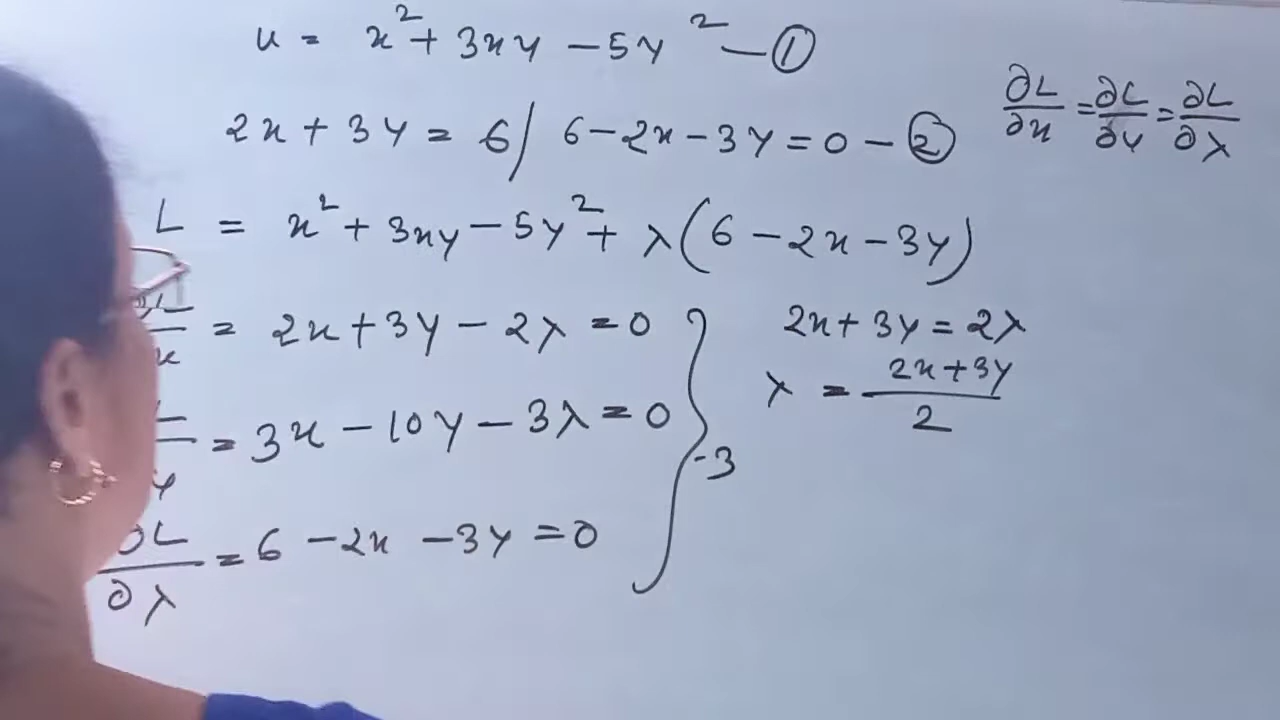 u = x² + 3xy - 5y² - ①
2x + 3y = 6 / 6 - 2x - 3y = 0 - ②
∂L/∂x = ∂L/∂y = ∂L/∂λ
L = x² + 3xy - 5y² + λ(6 - 2x - 3y)
= 2x + 3y - 2λ = 0
= 3x - 10y - 3λ = 0
∂L/∂λ = 6 - 2x - 3y = 0
} - 3
2x + 3y = 2λ
λ = (2x + 3y)/2